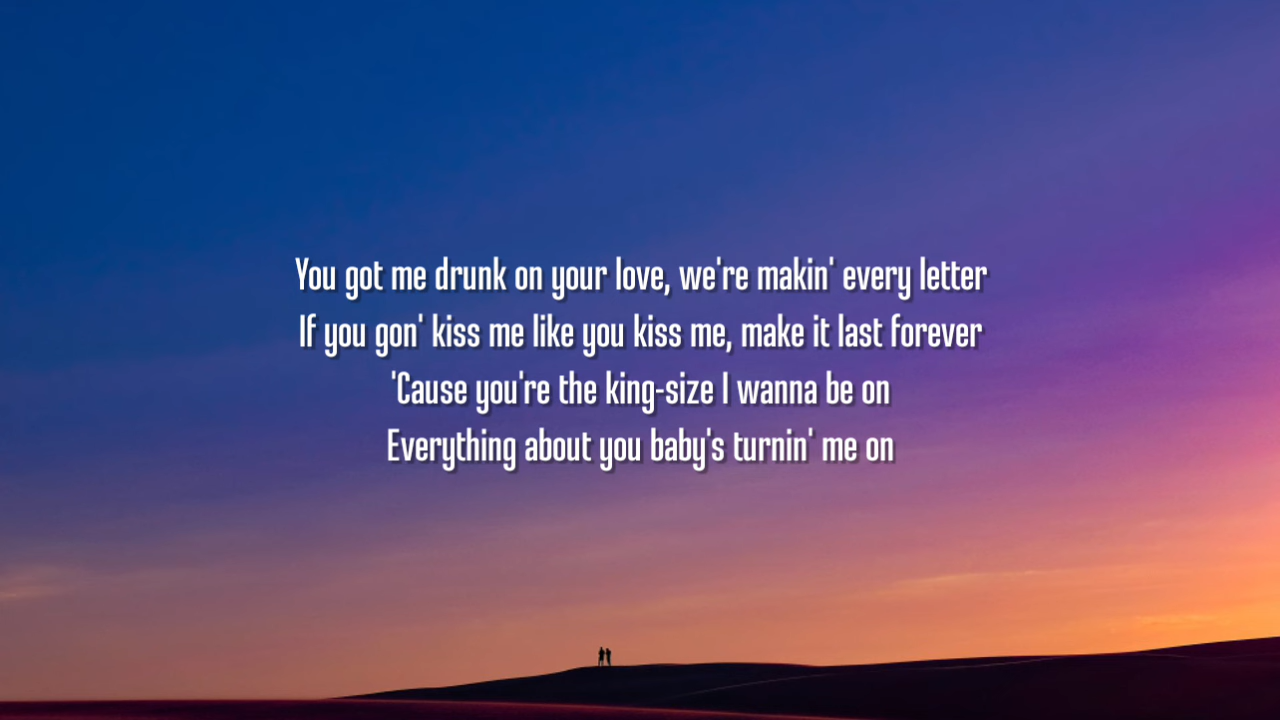 You got me drunk on your love, we're makin' every letter
If you gon' kiss me like you kiss me, make it last forever
'Cause you're the king-size I wanna be on
Everything about you baby's turnin' me on